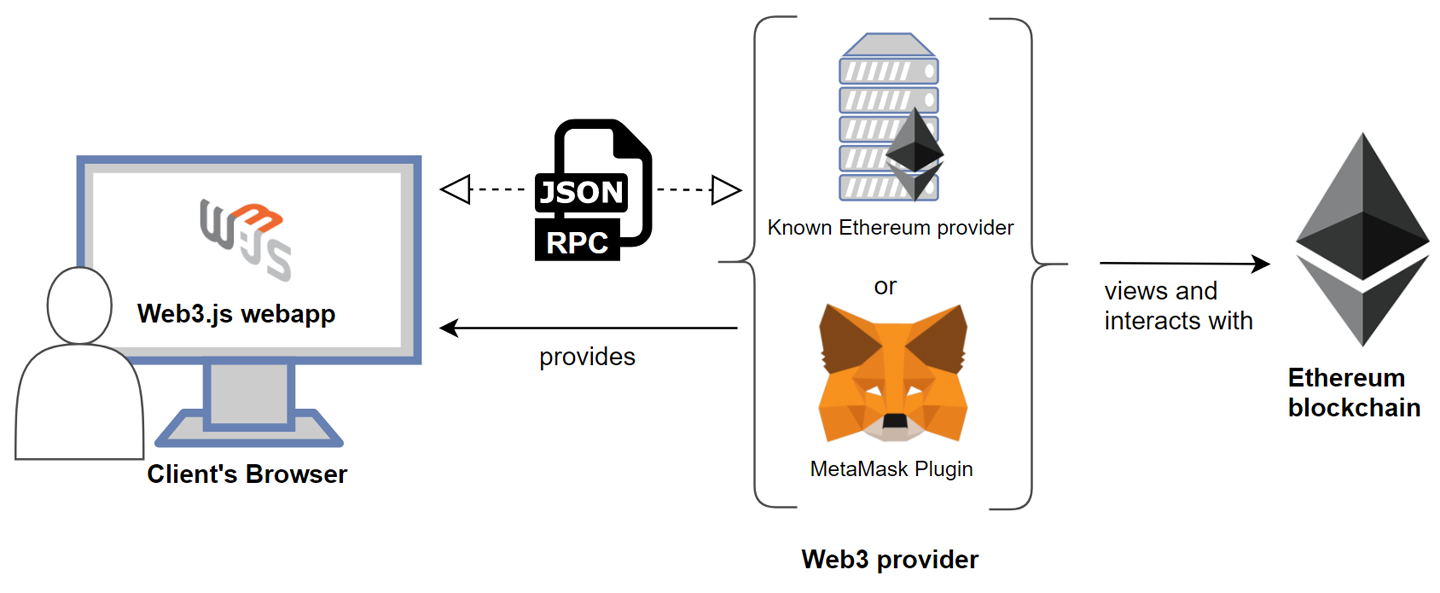 W3JS
Web3.js webapp
Client's Browser
JSON
RPC
provides
Known Ethereum provider
or
MetaMask Plugin
Web3 provider
views and
interacts with
Ethereum
blockchain